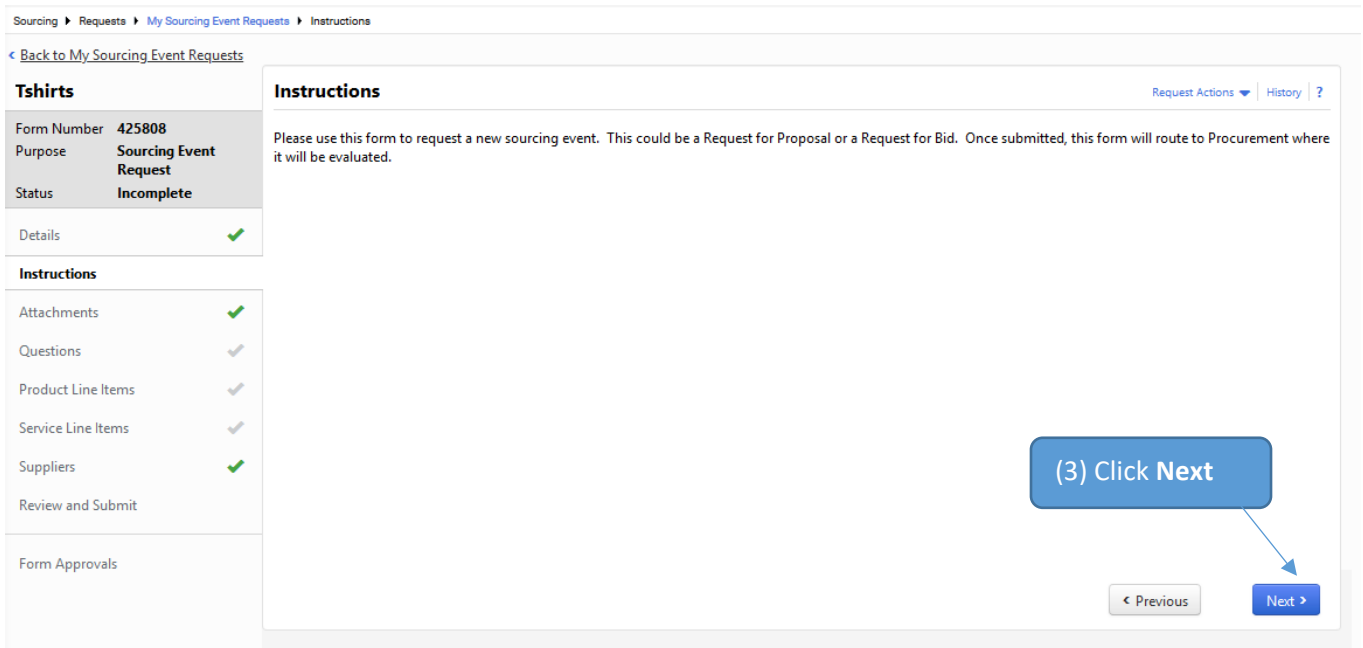 Sourcing Requests My Sourcing Event Requests Instructions
Back to My Sourcing Event Requests
Tshirts
Form Number 425808
Purpose Sourcing Event
Request
Status Incomplete
Details
Instructions
Attachments
Questions
Product Line Items
Service Line Items
Suppliers
Review and Submit
Form Approvals
Instructions
Request Actions History ?
Please use this form to request a new sourcing event. This could be a Request for Proposal or a Request for Bid. Once submitted, this form will route to Procurement where
it will be evaluated.
(3) Click Next
Previous
Next